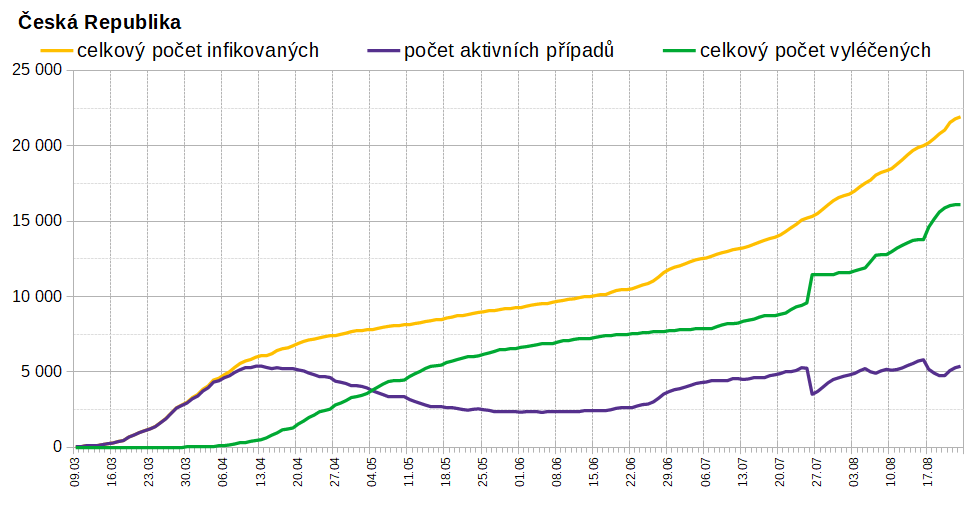 Česká Republika
celkový počet infikovaných počet aktivních případů celkový počet vyléčených
25 000
20 000
15 000
10 000
5 000
0
09.03 16.03 23.03 30.03 06.04 13.04 20.04 27.04 04.05 11.05 18.05 25.05 01.06 08.06 15.06 22.06 29.06 06.07 13.07 20.07 27.07 03.08 10.08 17.08